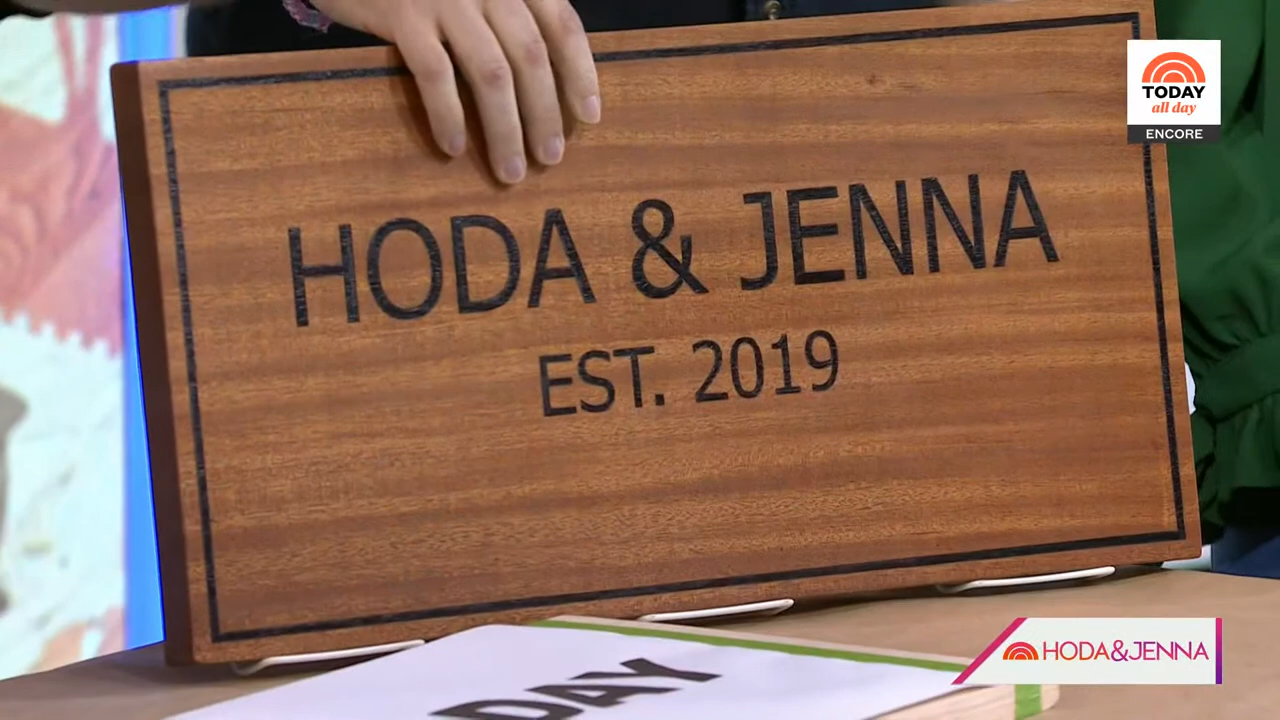 TODAY
all day
ENCORE
HODA & JENNA
EST. 2019
HODA&JENNA
DAY